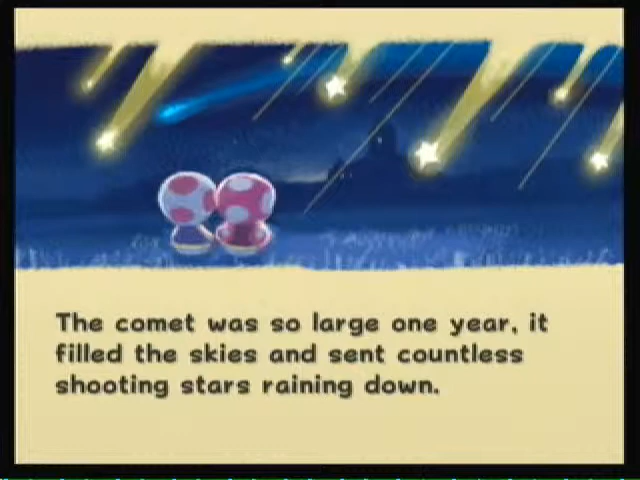 The comet was so large one year, it
filled the skies and sent countless
shooting stars raining down.